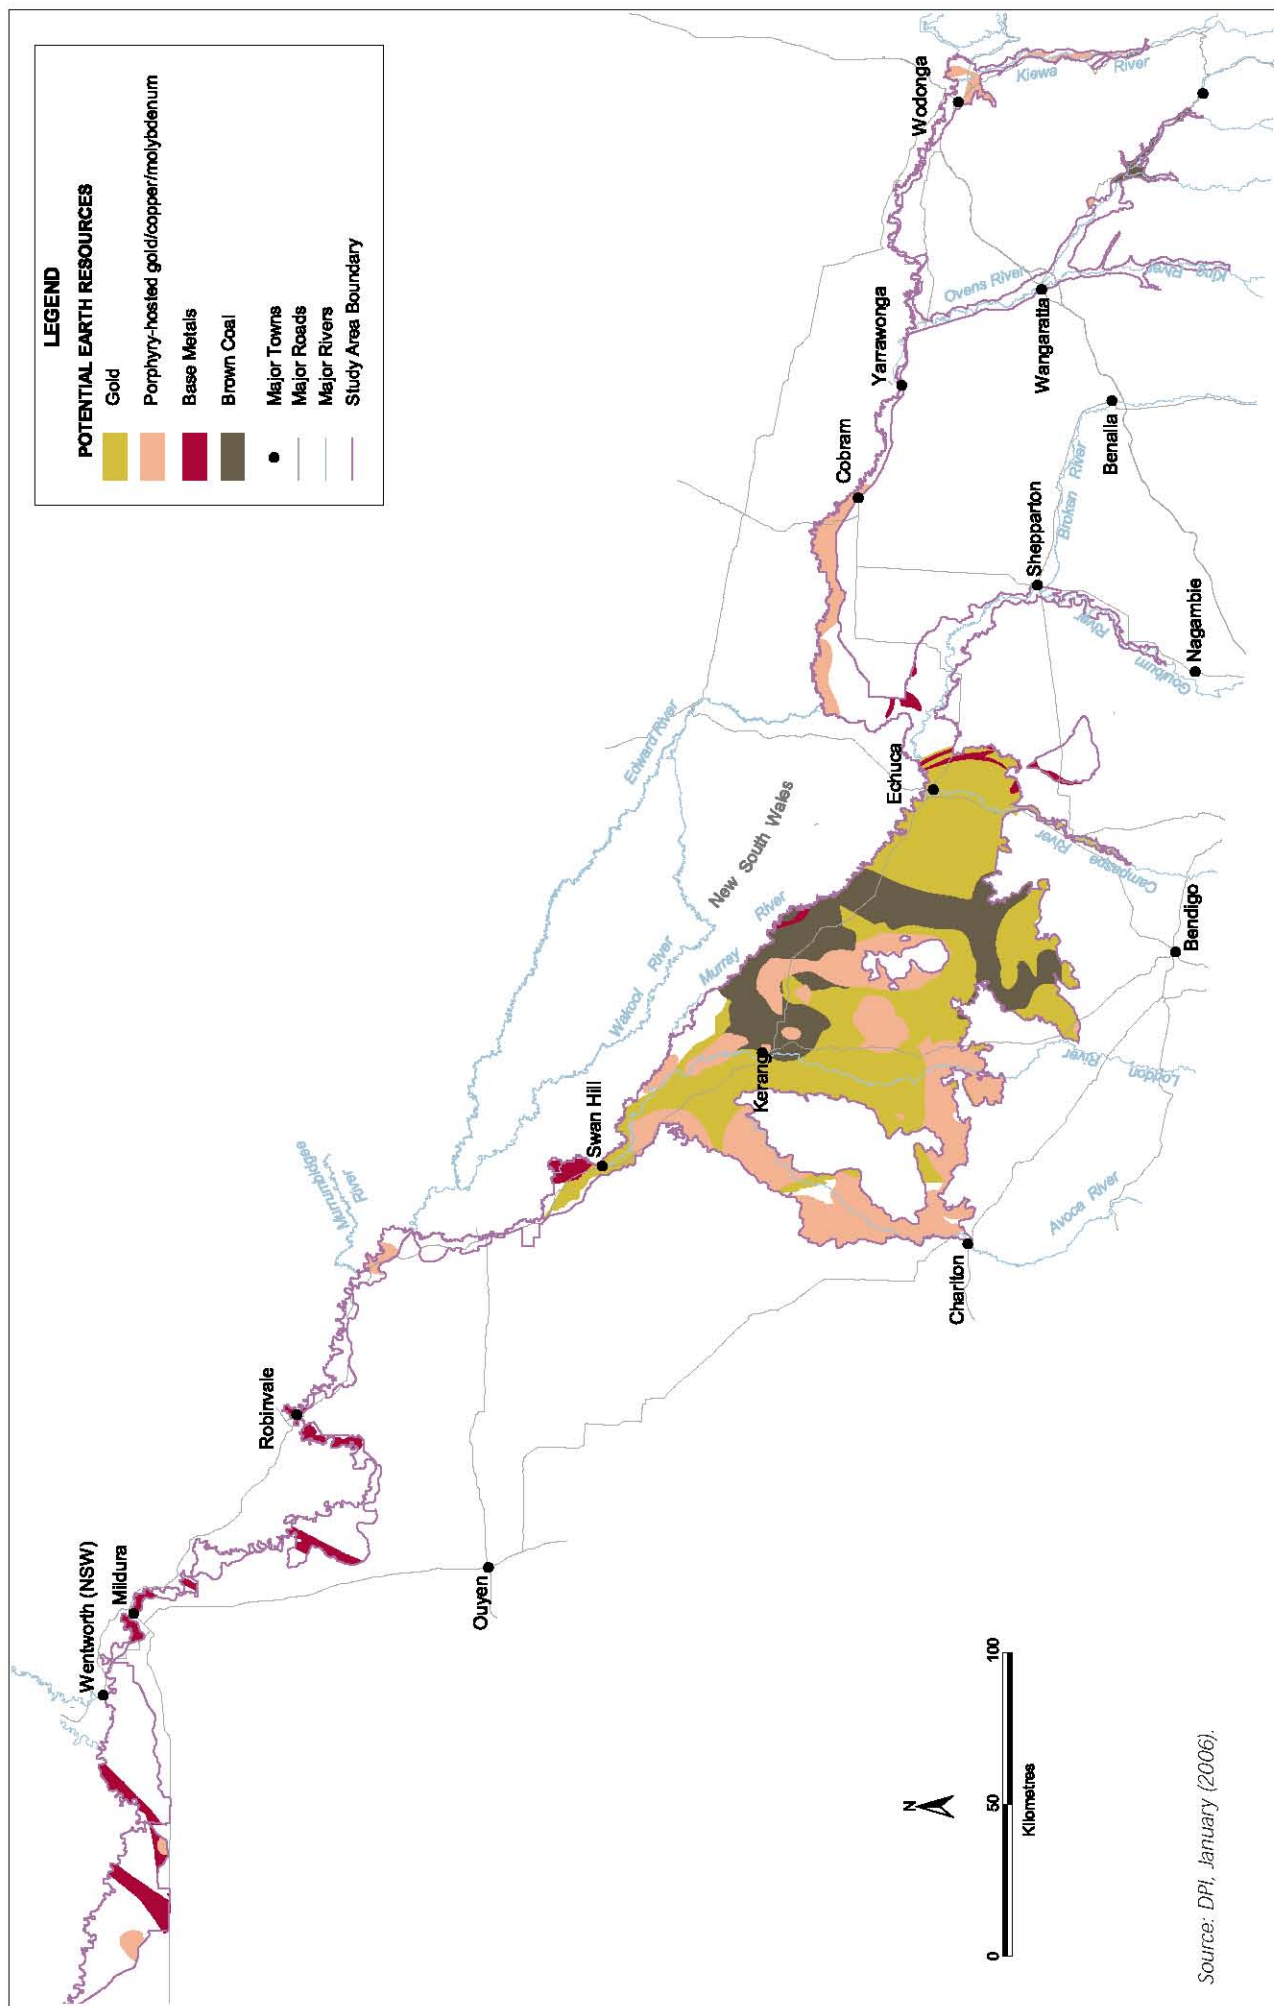 LEGEND
POTENTIAL EARTH RESOURCES
Gold
Porphyry-hosted gold/copper/molybdenum
Base Metals
Brown Coal
Major Towns
Major Roads
Major Rivers
Study Area Boundary
Wentworth (NSW)
Mildura
Robinvale
Ouyen
Murrumbidgee
River
Swan Hill
Wakool River
Edward River
Murray River
New South Wales
Kerang
Charlton
Avoca River
Loddon
River
Bendigo
Campaspe
River
Echuca
Goulburn
River
Nagambie
Shepparton
Broken River
Benalla
Cobram
Yarrawonga
Ovens River
Wangaratta
King
River
Wodonga
Kiewa River
N
0
50
100
Kilometres
Source: DPI, January (2006).